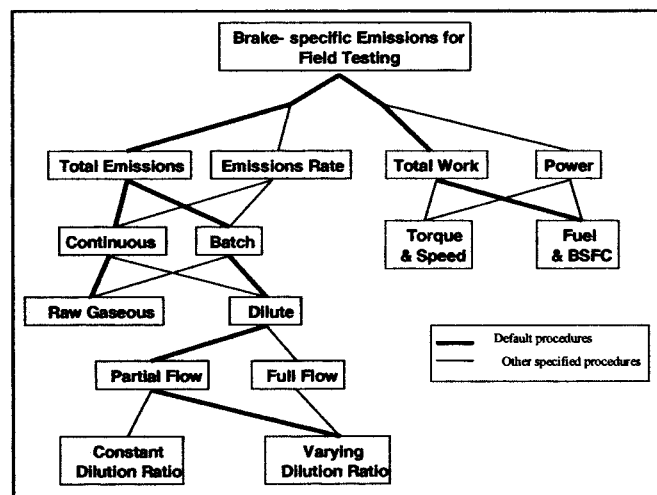 Brake- specific Emissions for
Field Testing
Total Emissions
Emissions Rate
Total Work
Power
Continuous
Batch
Torque
& Speed
Fuel
& BSFC
Raw Gaseous
Dilute
Default procedures
Other specified procedures
Partial Flow
Full Flow
Constant
Dilution Ratio
Varying
Dilution Ratio